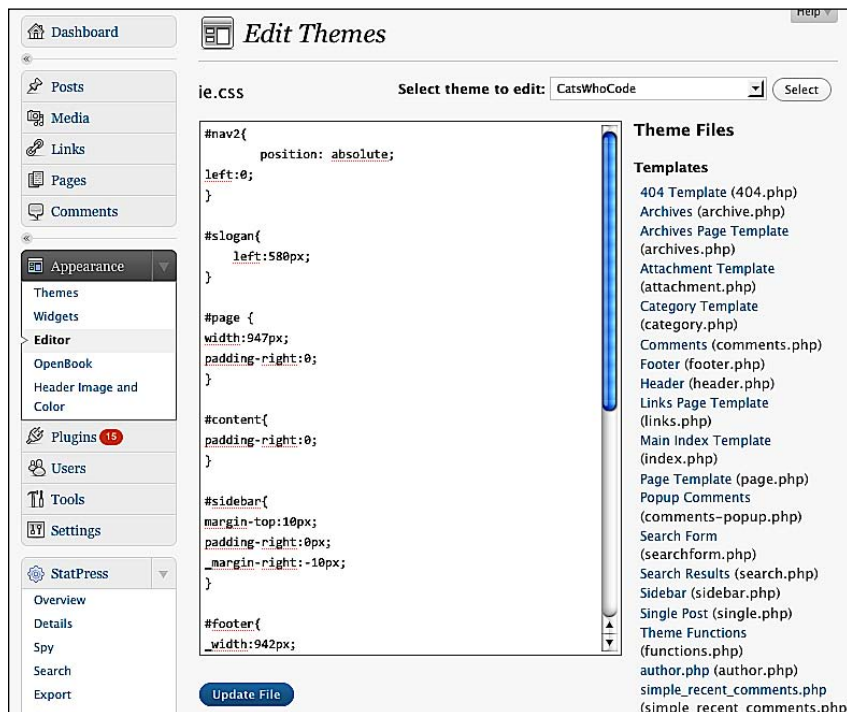 Help
Dashboard
Edit Themes
Posts
Media
Links
Pages
Comments
Appearance
Themes
Widgets
Editor
OpenBook
Header Image and
Color
Plugins 15
Users
Tools
Settings
StatPress
Overview
Details
Spy
Search
Export
ie.css
Select theme to edit: CatsWhoCode Select
#nav2{
position: absolute;
left:0;
}
#slogan{
left:580px;
}
#page {
width:947px;
padding-right:0;
}
#content{
padding-right:0;
}
#sidebar{
margin-top:10px;
padding-right:0px;
_margin-right:-10px;
}
#footer{
_width:942px;
Update File
Theme Files
Templates
404 Template (404.php)
Archives (archive.php)
Archives Page Template
(archives.php)
Attachment Template
(attachment.php)
Category Template
(category.php)
Comments (comments.php)
Footer (footer.php)
Header (header.php)
Links Page Template
(links.php)
Main Index Template
(index.php)
Page Template (page.php)
Popup Comments
(comments-popup.php)
Search Form
(searchform.php)
Search Results (search.php)
Sidebar (sidebar.php)
Single Post (single.php)
Theme Functions
(functions.php)
author.php (author.php)
simple_recent_comments.php
(simple_recent_comments.php